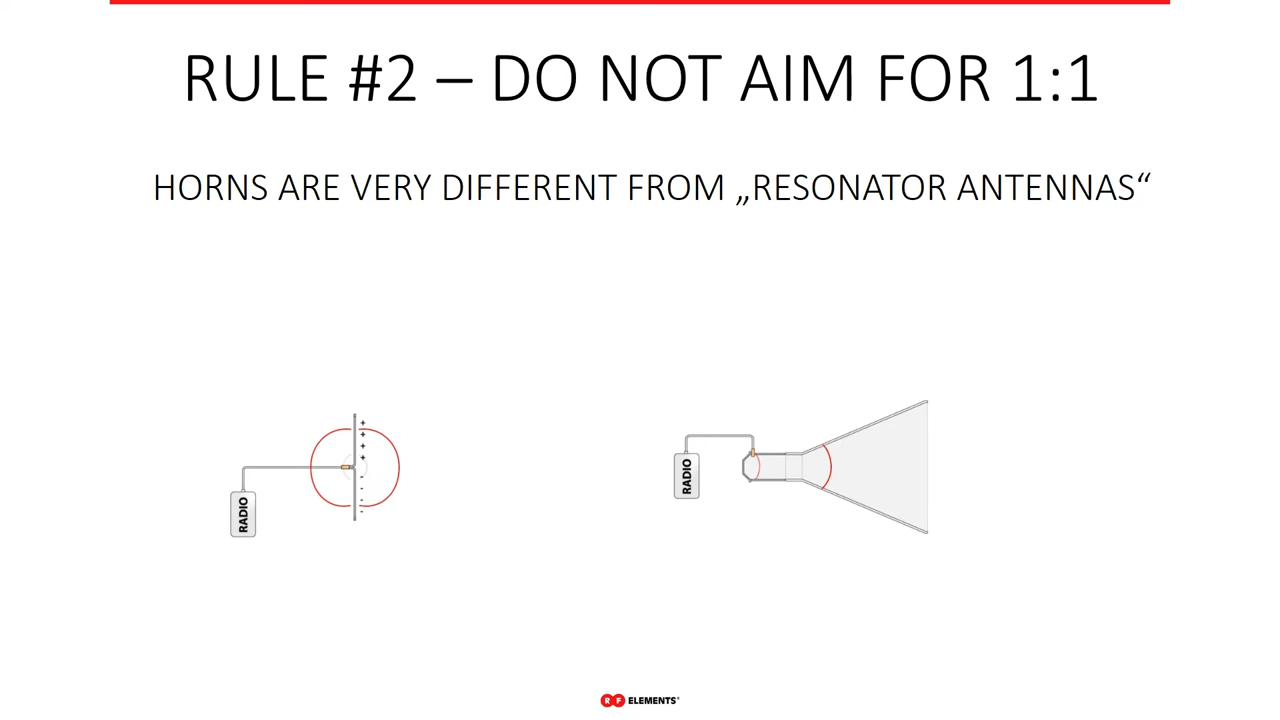 RULE #2 – DO NOT AIM FOR 1:1
HORNS ARE VERY DIFFERENT FROM „RESONATOR ANTENNAS“
RADIO
+
+
+
+
-
-
-
-
RADIO
RF ELEMENTS®